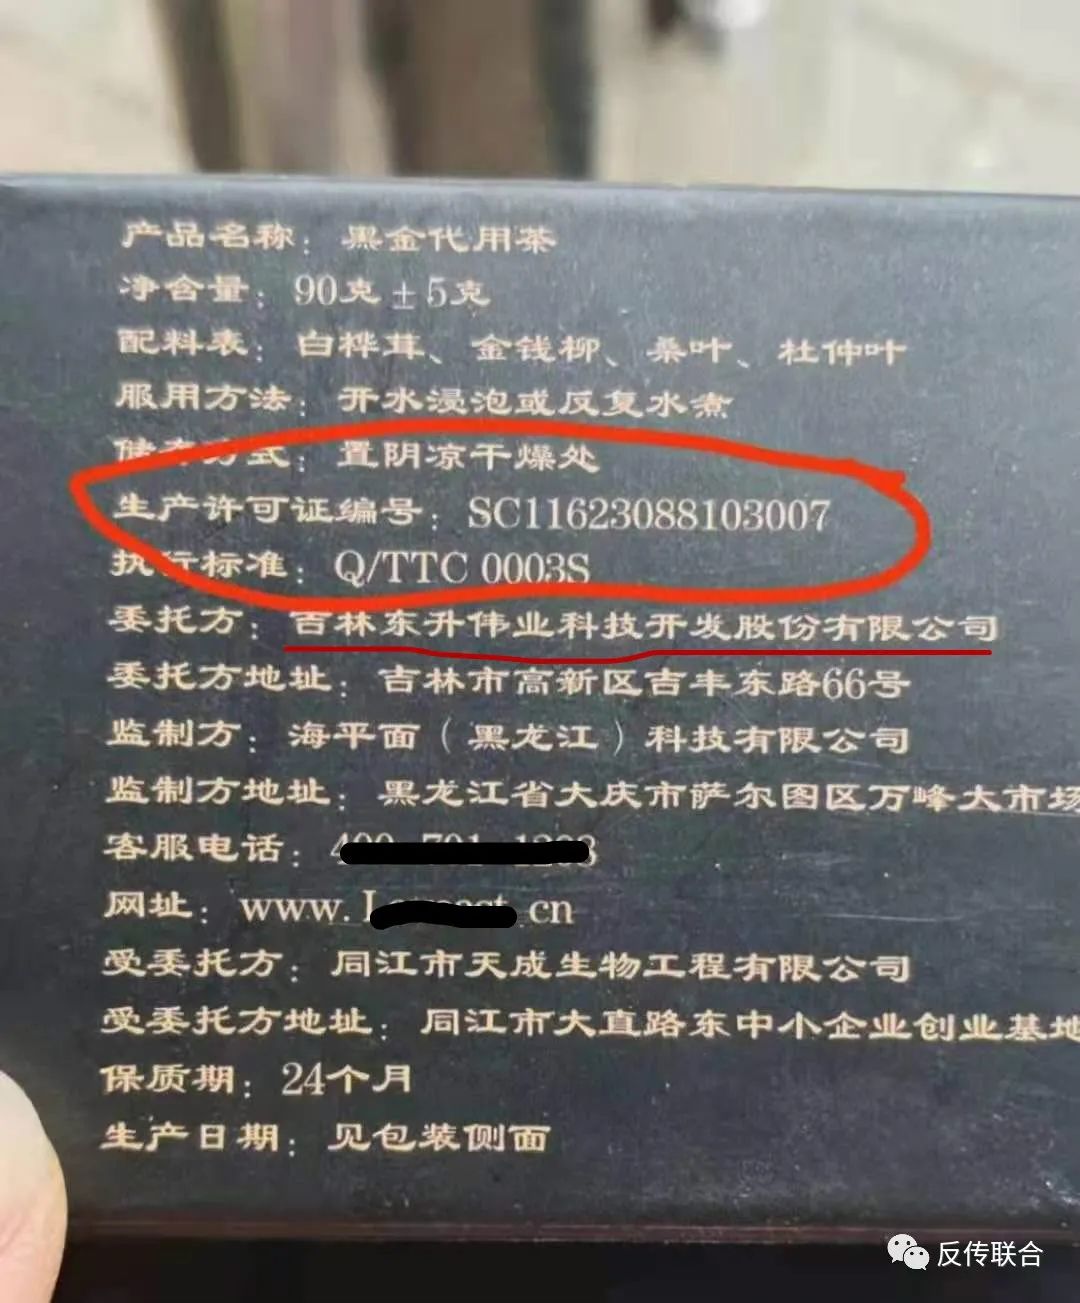 产品名称：黑金代用茶
净含量：90克±5克
配料表：白桦茸、金钱柳、桑叶、杜仲叶
服用方法：开水浸泡或反复水煮
储存方式：置阴凉干燥处
生产许可证编号：SC11623088103007
执行标准：Q/TTC 0003S
委托方：吉林东升伟业科技开发股份有限公司
委托方地址：吉林市高新区吉丰东路66号
监制方：海平面（黑龙江）科技有限公司
监制方地址：黑龙江省大庆市萨尔图区万峰大市场
客服电话：
网址：www. .cn
受委托方：同江市天成生物工程有限公司
受委托方地址：同江市大直路东中小企业创业基地
保质期：24个月
生产日期：见包装侧面
反传联合